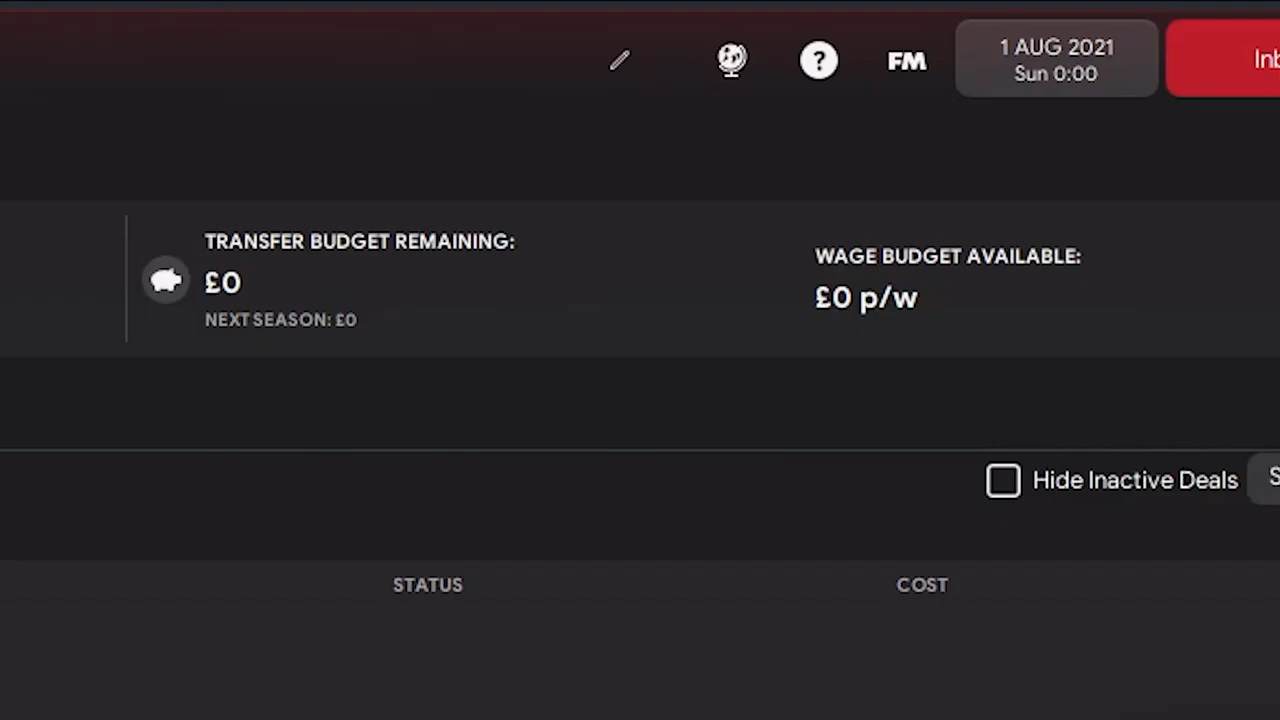 ?
FM
1 AUG 2021
Sun 0:00
TRANSFER BUDGET REMAINING:
£0
NEXT SEASON: £0
WAGE BUDGET AVAILABLE:
£0 p/w
Hide Inactive Deals
STATUS
COST